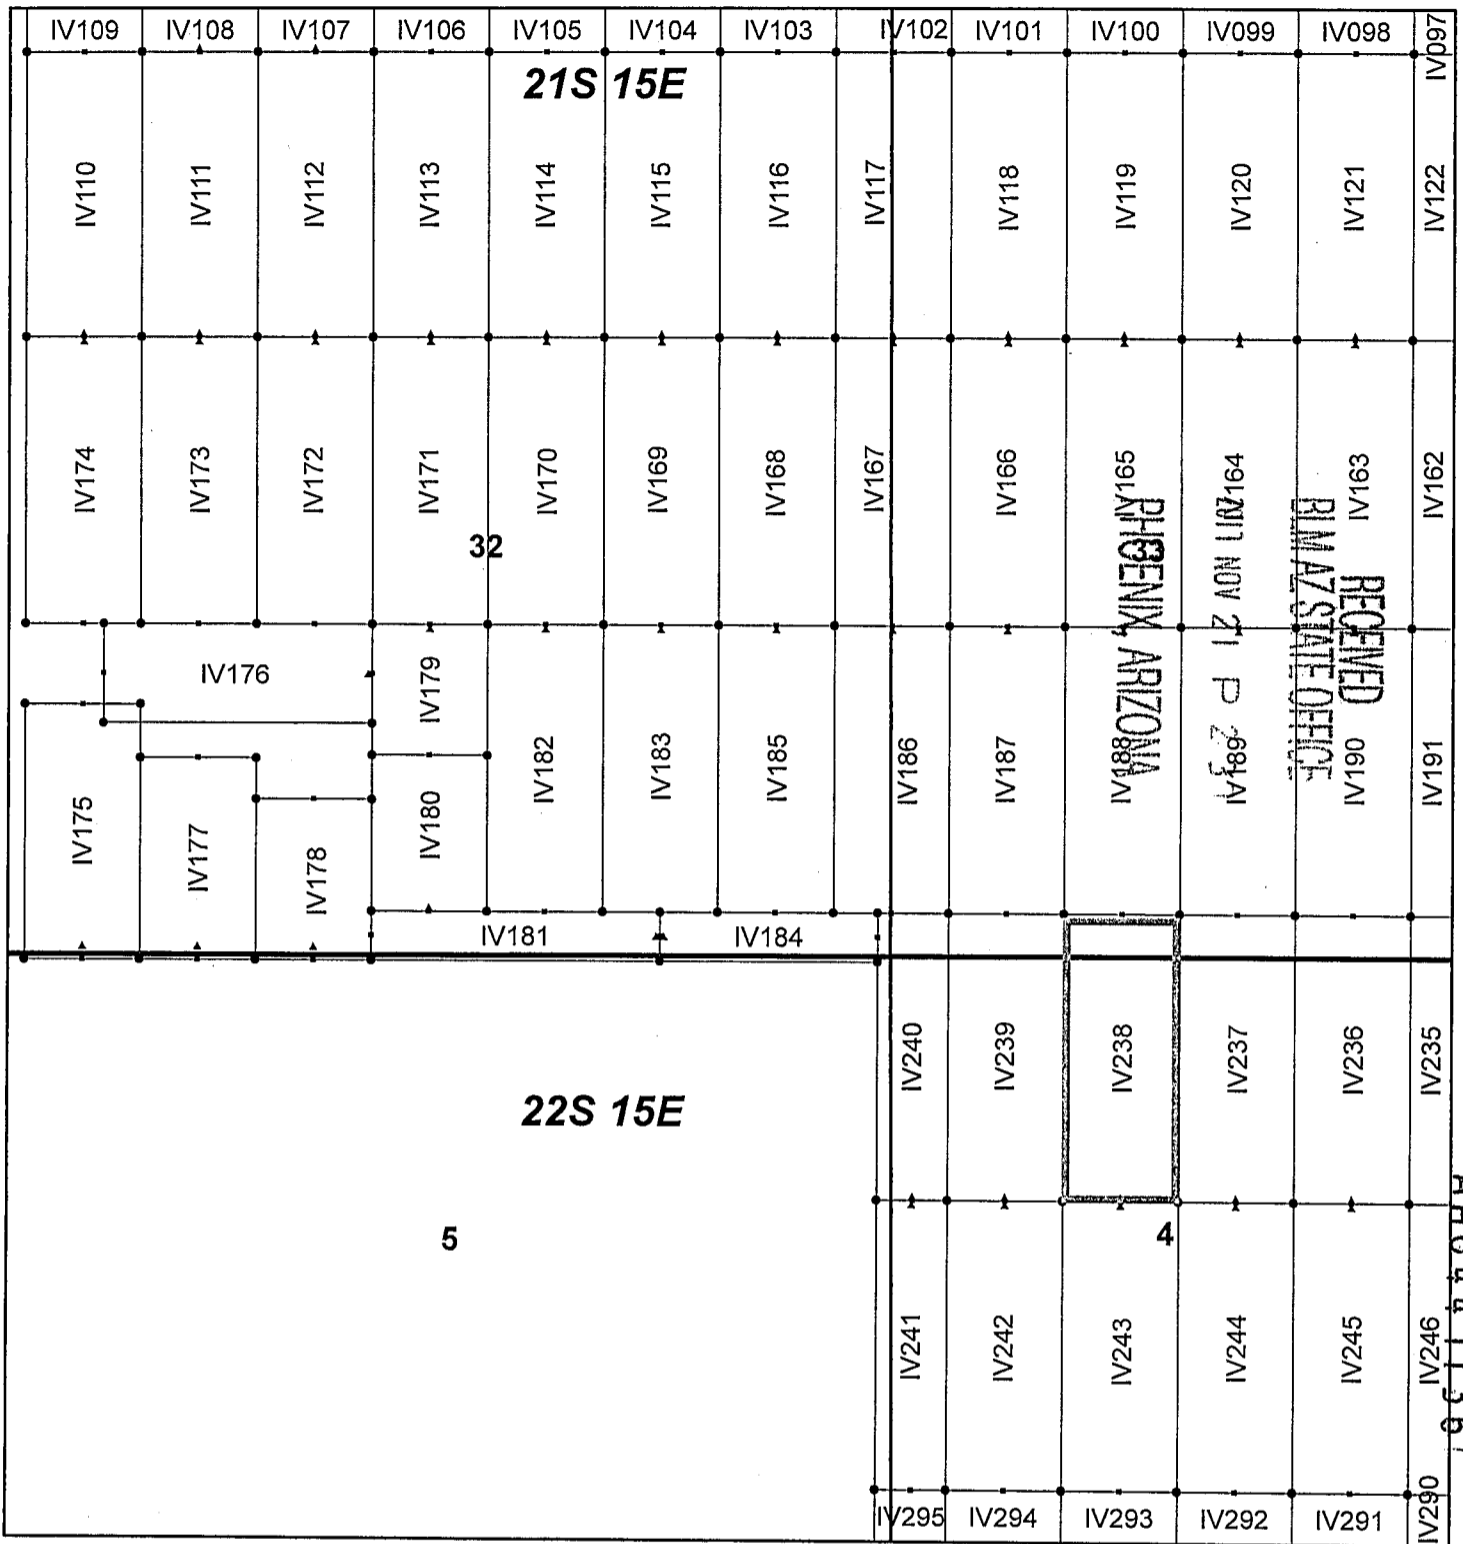 IV109 IV108 IV107 IV106 IV105 IV104 IV103 IV102 IV101 IV100 IV099 IV098 IV097
21S 15E
IV110 IV111 IV112 IV113 IV114 IV115 IV116 IV117 IV118 IV119 IV120 IV121 IV122
IV174 IV173 IV172 IV171 IV170 IV169 IV168 IV167 IV166 IV165 IV164 IV163 IV162
32
33
RECEIVED
BLM AZ STATE OFFICE
NOV 21 P
PHOENIX, ARIZONA
IV176 IV179
IV175 IV177 IV178 IV180 IV182 IV183 IV185 IV186 IV187 IV188 IV189 IV190 IV191
IV181 IV184
IV240 IV239 IV238 IV237 IV236 IV235
22S 15E
5
4
IV241 IV242 IV243 IV244 IV245 IV246
IV295 IV294 IV293 IV292 IV291 IV290